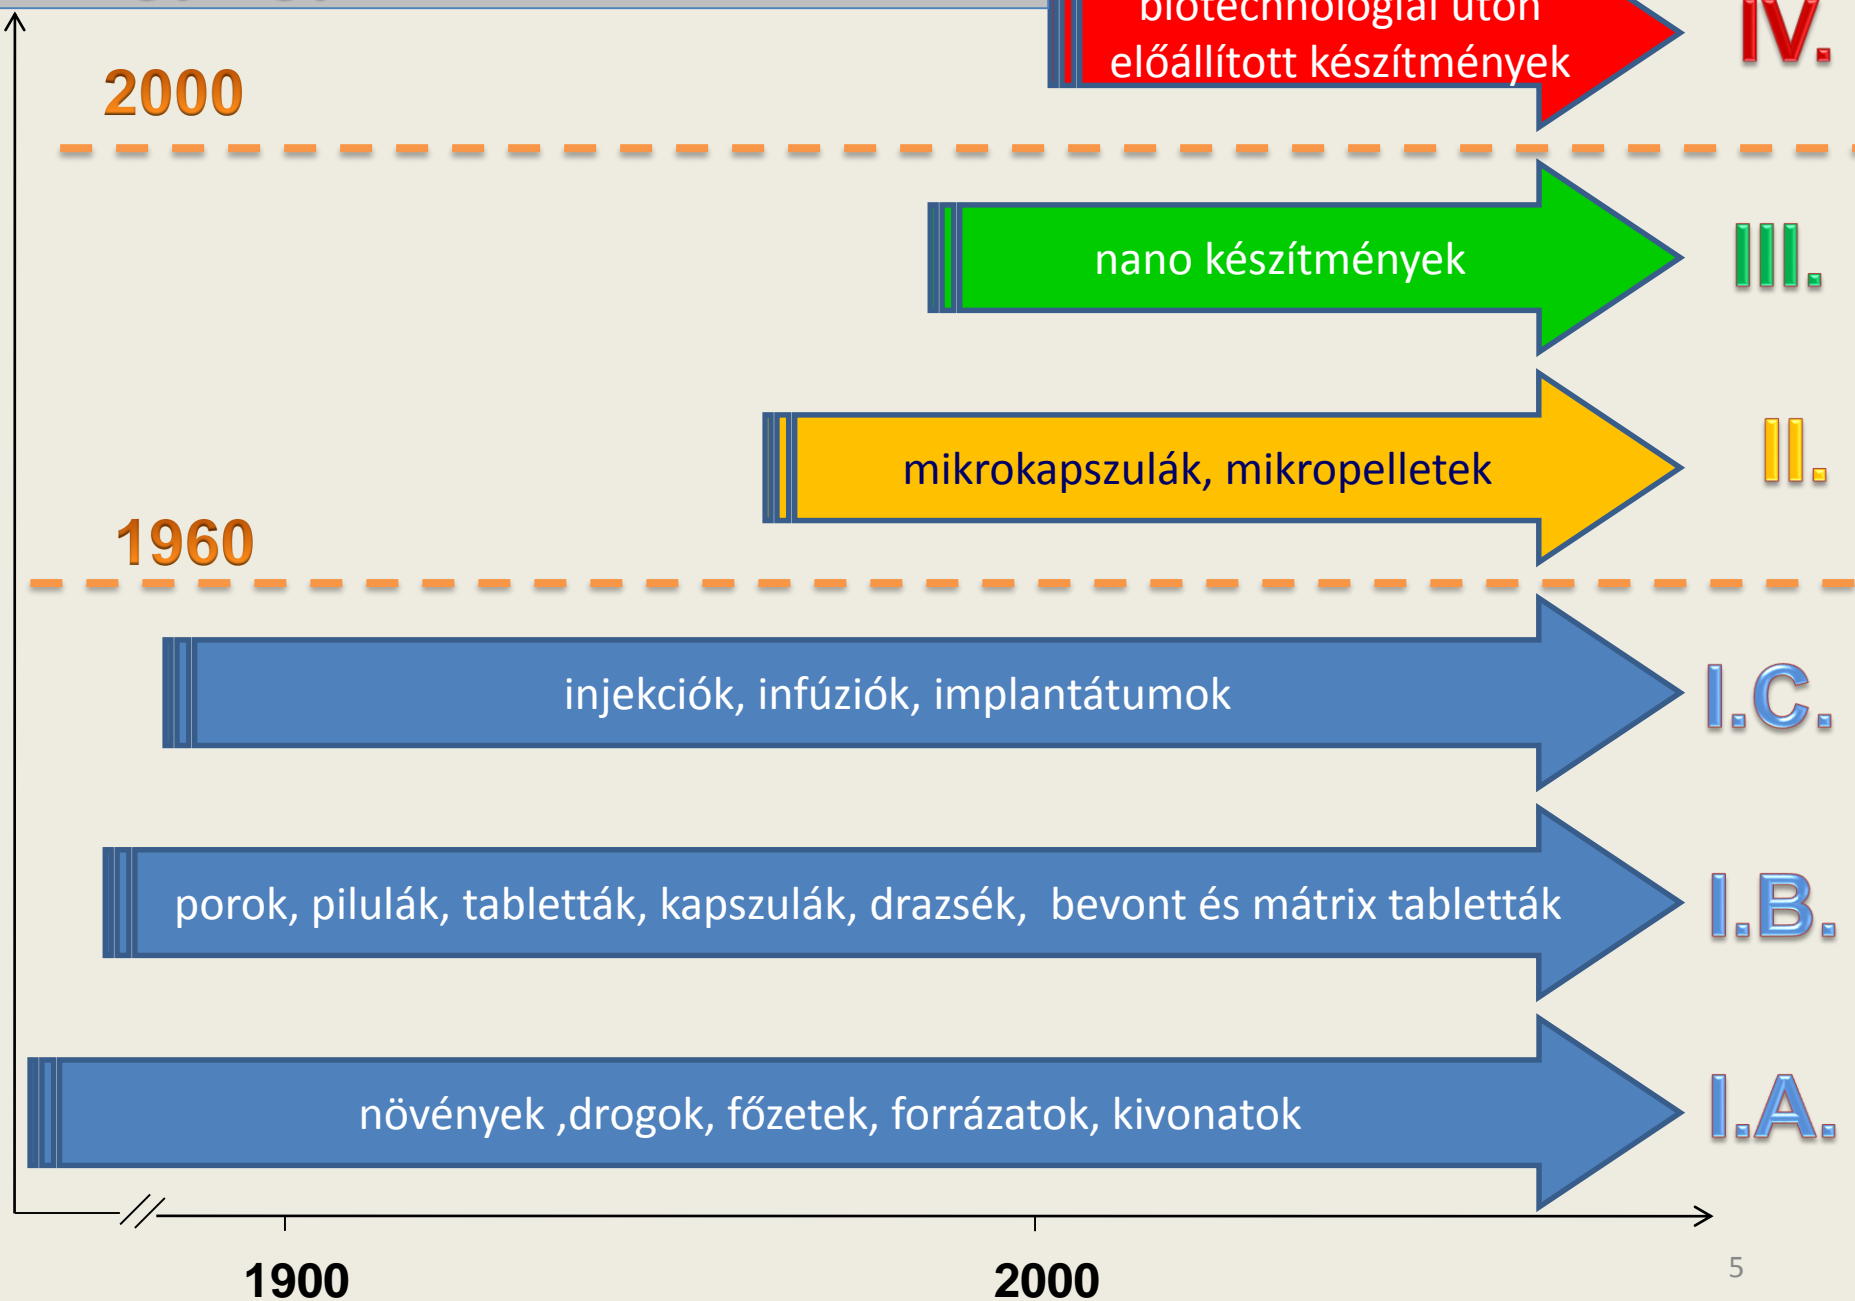 biotechnológiai úton
előállított készítmények
IV.
2000
nano készítmények
III.
mikrokapszulák, mikropelletek
II.
1960
injekciók, infúziók, implantátumok
I.C.
porok, pilulák, tabletták, kapszulák, drazsék,  bevont és mátrix tabletták
I.B.
növények ,drogok, főzetek, forrázatok, kivonatok
I.A.
1900
2000
5